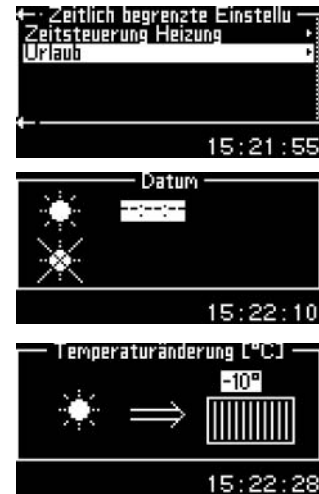 Zeitlich begrenzte Einstellu
Zeitsteuerung Heizung
Urlaub
15:21:55
Datum
--:--:--
15:22:10
Temperaturänderung [°C]
-10°
15:22:28